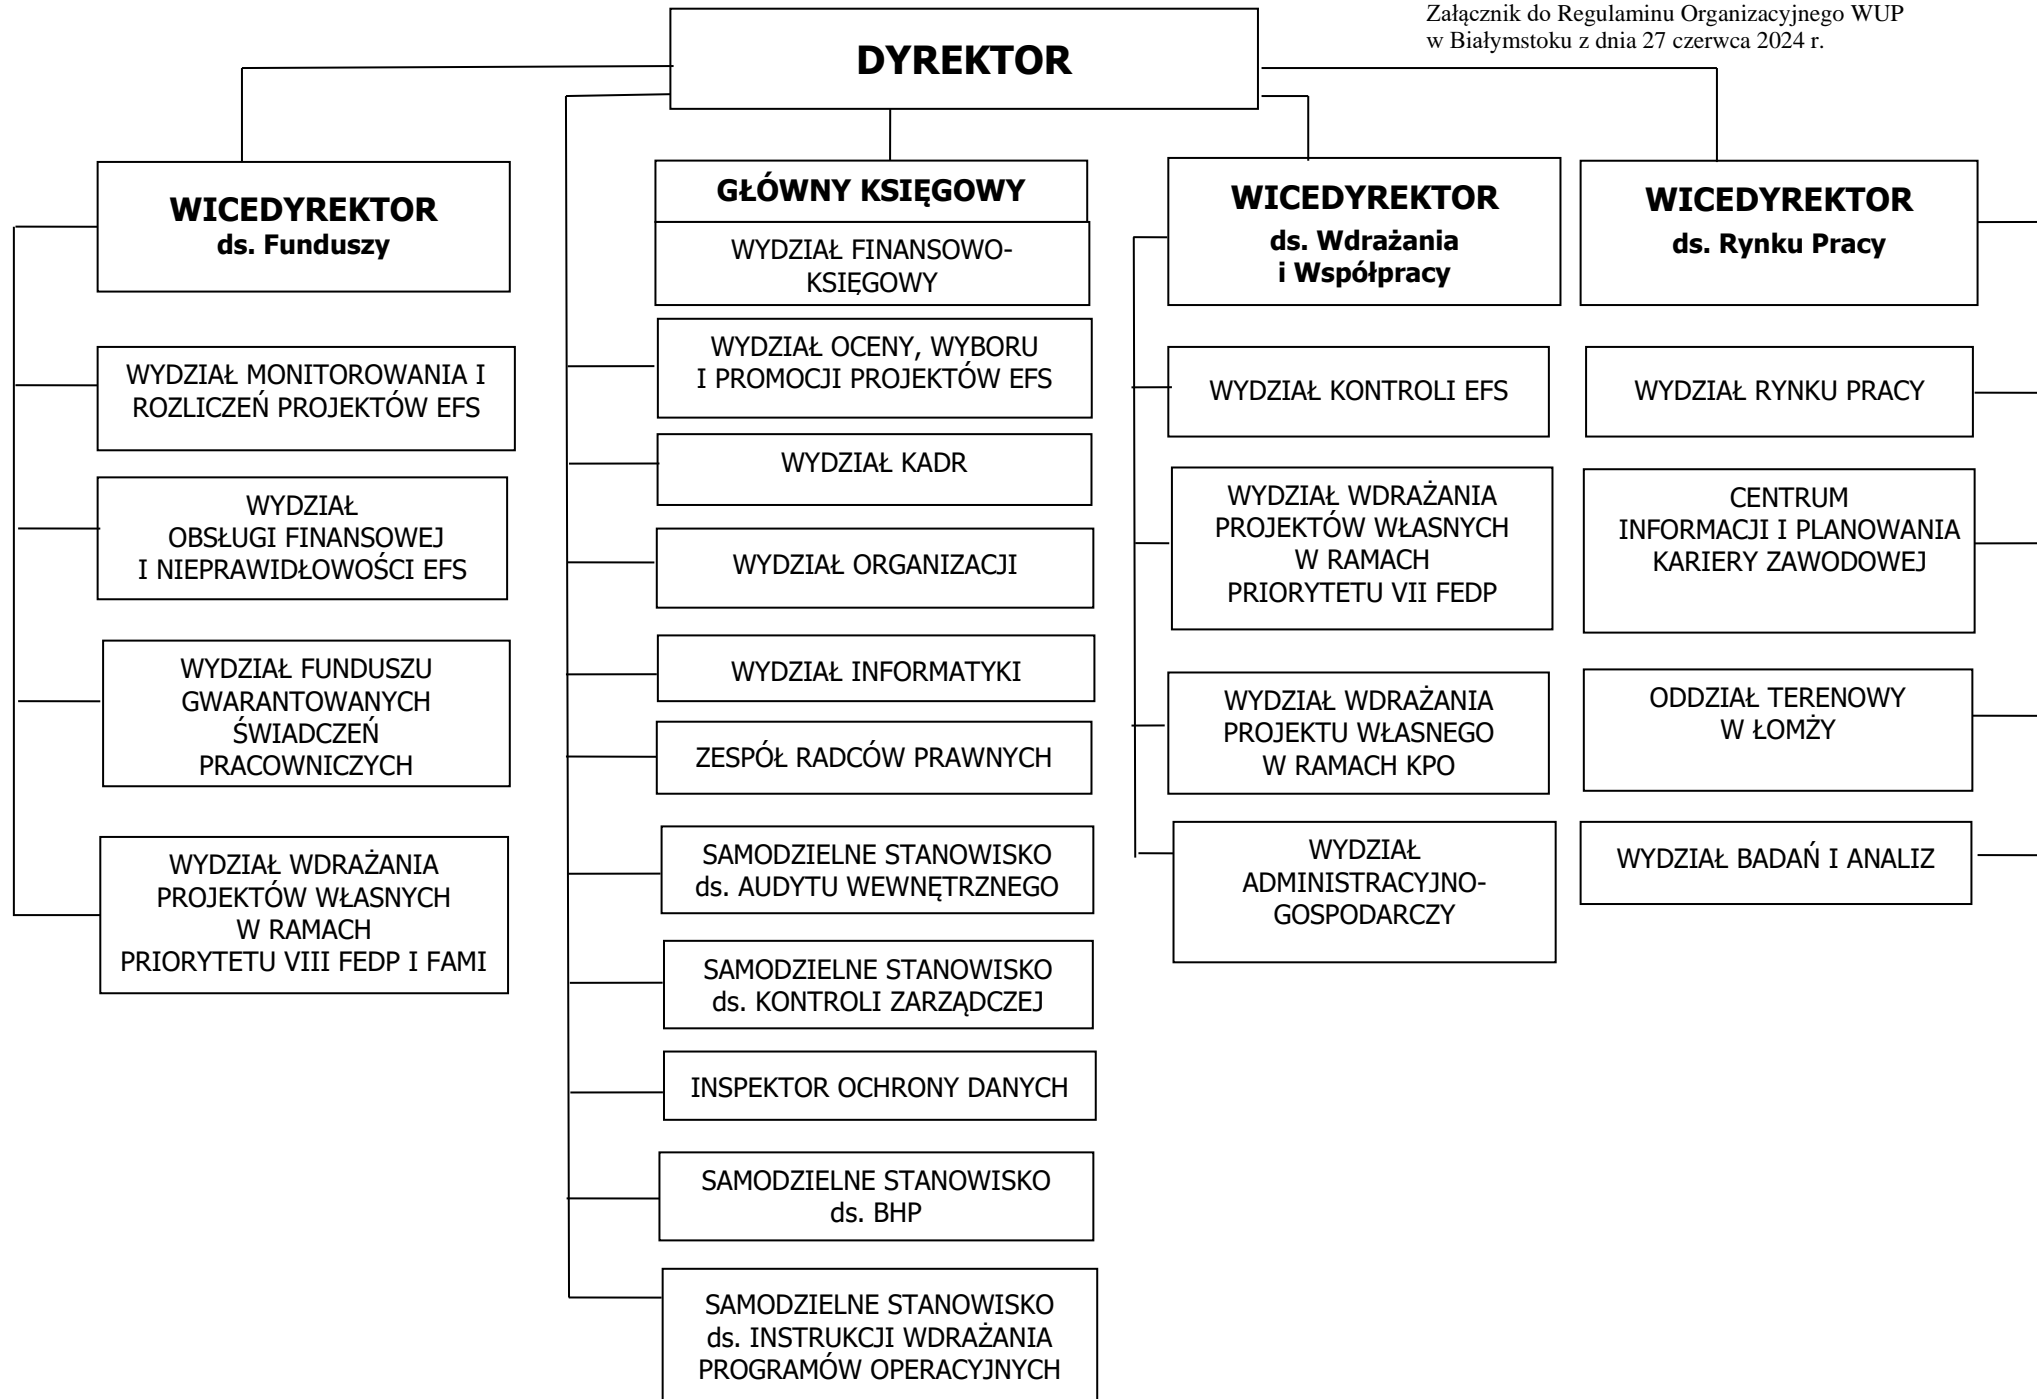 Załącznik do Regulaminu Organizacyjnego WUP
w Białymstoku z dnia 27 czerwca 2024 r.
DYREKTOR
WICEDYREKTOR
ds. Funduszy
WYDZIAŁ MONITOROWANIA I
ROZLICZEŃ PROJEKTÓW EFS
WYDZIAŁ
OBSŁUGI FINANSOWEJ
I NIEPRAWIDŁOWOŚCI EFS
WYDZIAŁ FUNDUSZU
GWARANTOWANYCH
ŚWIADCZEŃ
PRACOWNICZYCH
WYDZIAŁ WDRAŻANIA
PROJEKTÓW WŁASNYCH
W RAMACH
PRIORYTETU VIII FEDP I FAMI
GŁÓWNY KSIĘGOWY
WYDZIAŁ FINANSOWO-
KSIĘGOWY
WYDZIAŁ OCENY, WYBORU
I PROMOCJI PROJEKTÓW EFS
WYDZIAŁ KADR
WYDZIAŁ ORGANIZACJI
WYDZIAŁ INFORMATYKI
ZESPÓŁ RADCÓW PRAWNYCH
SAMODZIELNE STANOWISKO
ds. AUDYTU WEWNĘTRZNEGO
SAMODZIELNE STANOWISKO
ds. KONTROLI ZARZĄDCZEJ
INSPEKTOR OCHRONY DANYCH
SAMODZIELNE STANOWISKO
ds. BHP
SAMODZIELNE STANOWISKO
ds. INSTRUKCJI WDRAŻANIA
PROGRAMÓW OPERACYJNYCH
WICEDYREKTOR
ds. Wdrażania
i Współpracy
WYDZIAŁ KONTROLI EFS
WYDZIAŁ WDRAŻANIA
PROJEKTÓW WŁASNYCH
W RAMACH
PRIORYTETU VII FEDP
WYDZIAŁ WDRAŻANIA
PROJEKTU WŁASNEGO
W RAMACH KPO
WYDZIAŁ
ADMINISTRACYJNO-
GOSPODARCZY
WICEDYREKTOR
ds. Rynku Pracy
WYDZIAŁ RYNKU PRACY
CENTRUM
INFORMACJI I PLANOWANIA
KARIERY ZAWODOWEJ
ODDZIAŁ TERENOWY
W ŁOMŻY
WYDZIAŁ BADAŃ I ANALIZ